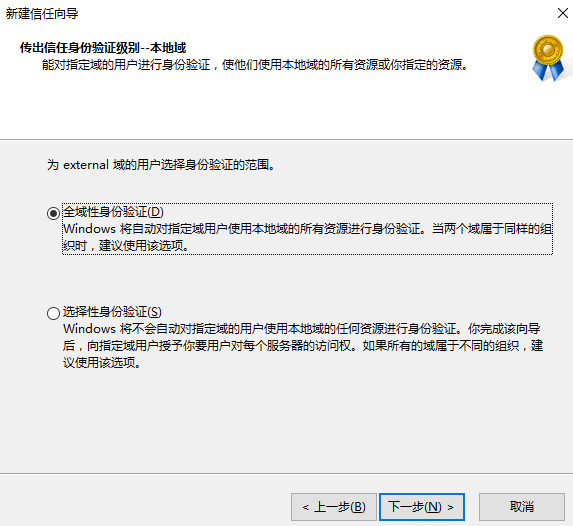 新建信任向导
传出信任身份验证级别--本地域
能对指定域的用户进行身份验证，使他们使用本地域的所有资源或你指定的资源。
为 external 域的用户选择身份验证的范围。
全域性身份验证(D)
Windows 将自动对指定域用户使用本地域的所有资源进行身份验证。当两个域属于同样的组
织时，建议使用该选项。
选择性身份验证(S)
Windows 将不会自动对指定域的用户使用本地域的任何资源进行身份验证。你完成该向导
后，向指定域用户授予你要用户对每个服务器的访问权。如果所有的域属于不同的组织，建
议使用该选项。
< 上一步(B)
下一步(N) >
取消